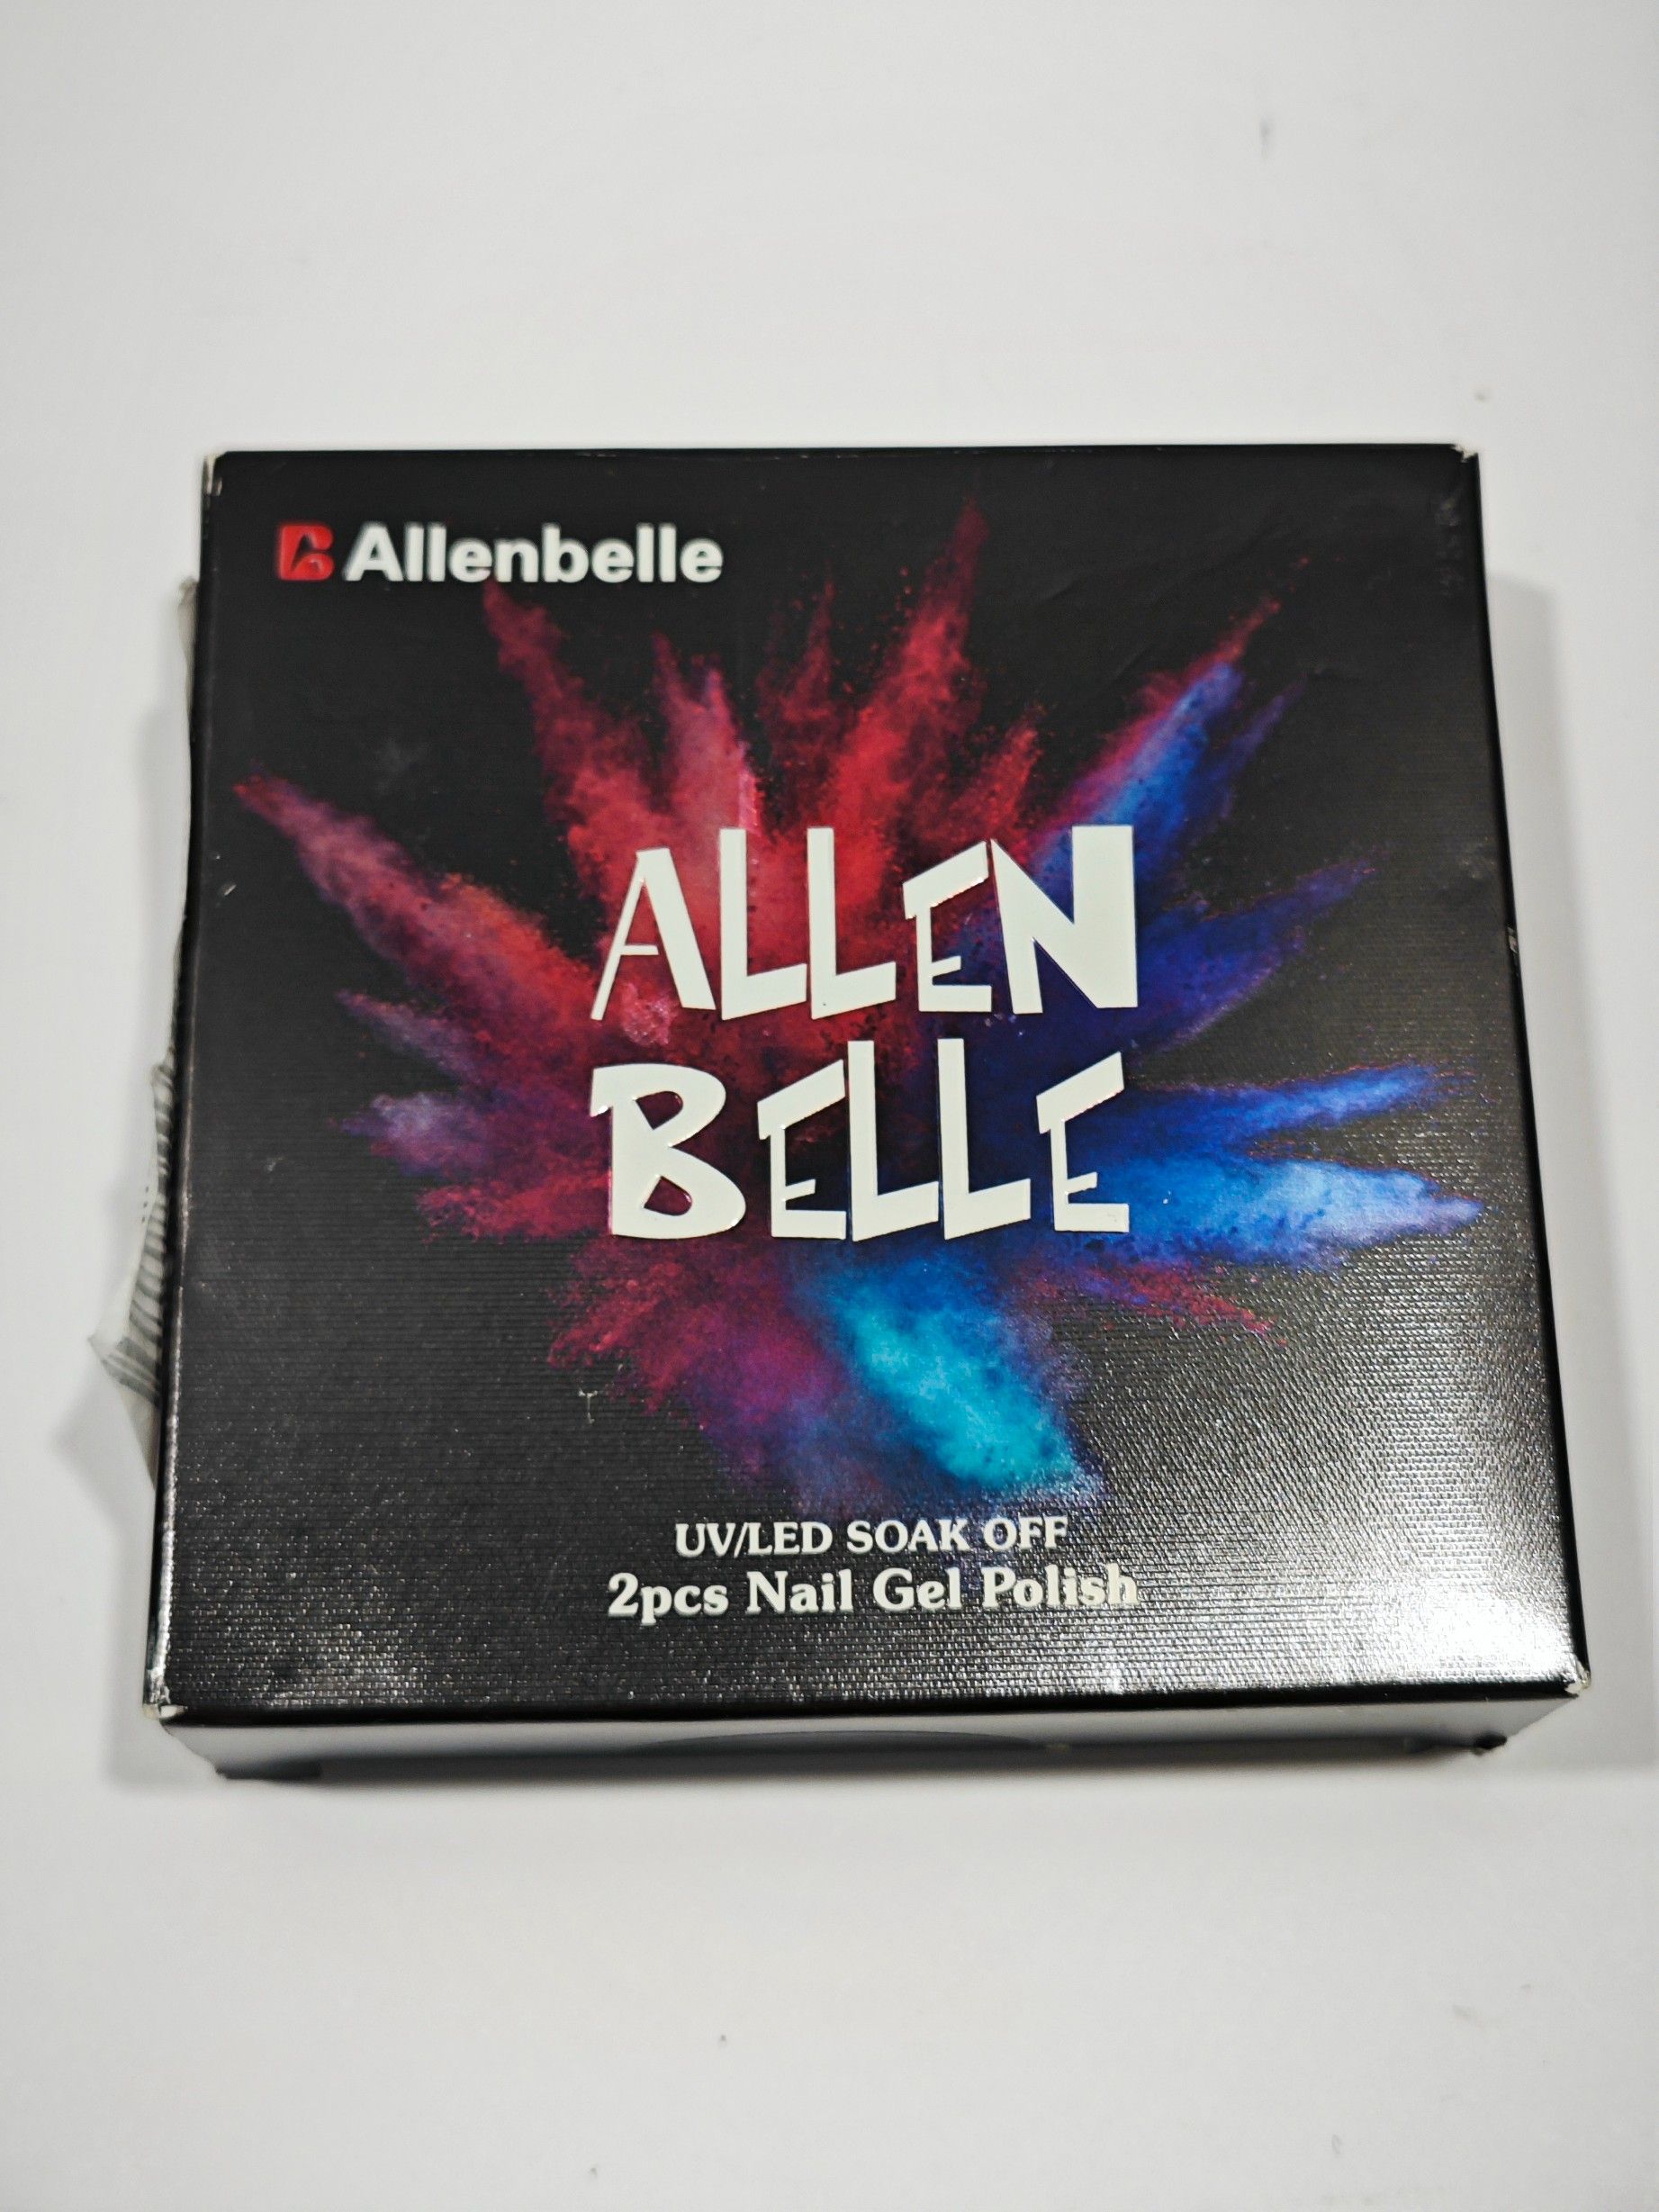 Allenbelle
ALLEN
BELLE
UV/LED SOAK OFF
2pcs Nail Gel Polish